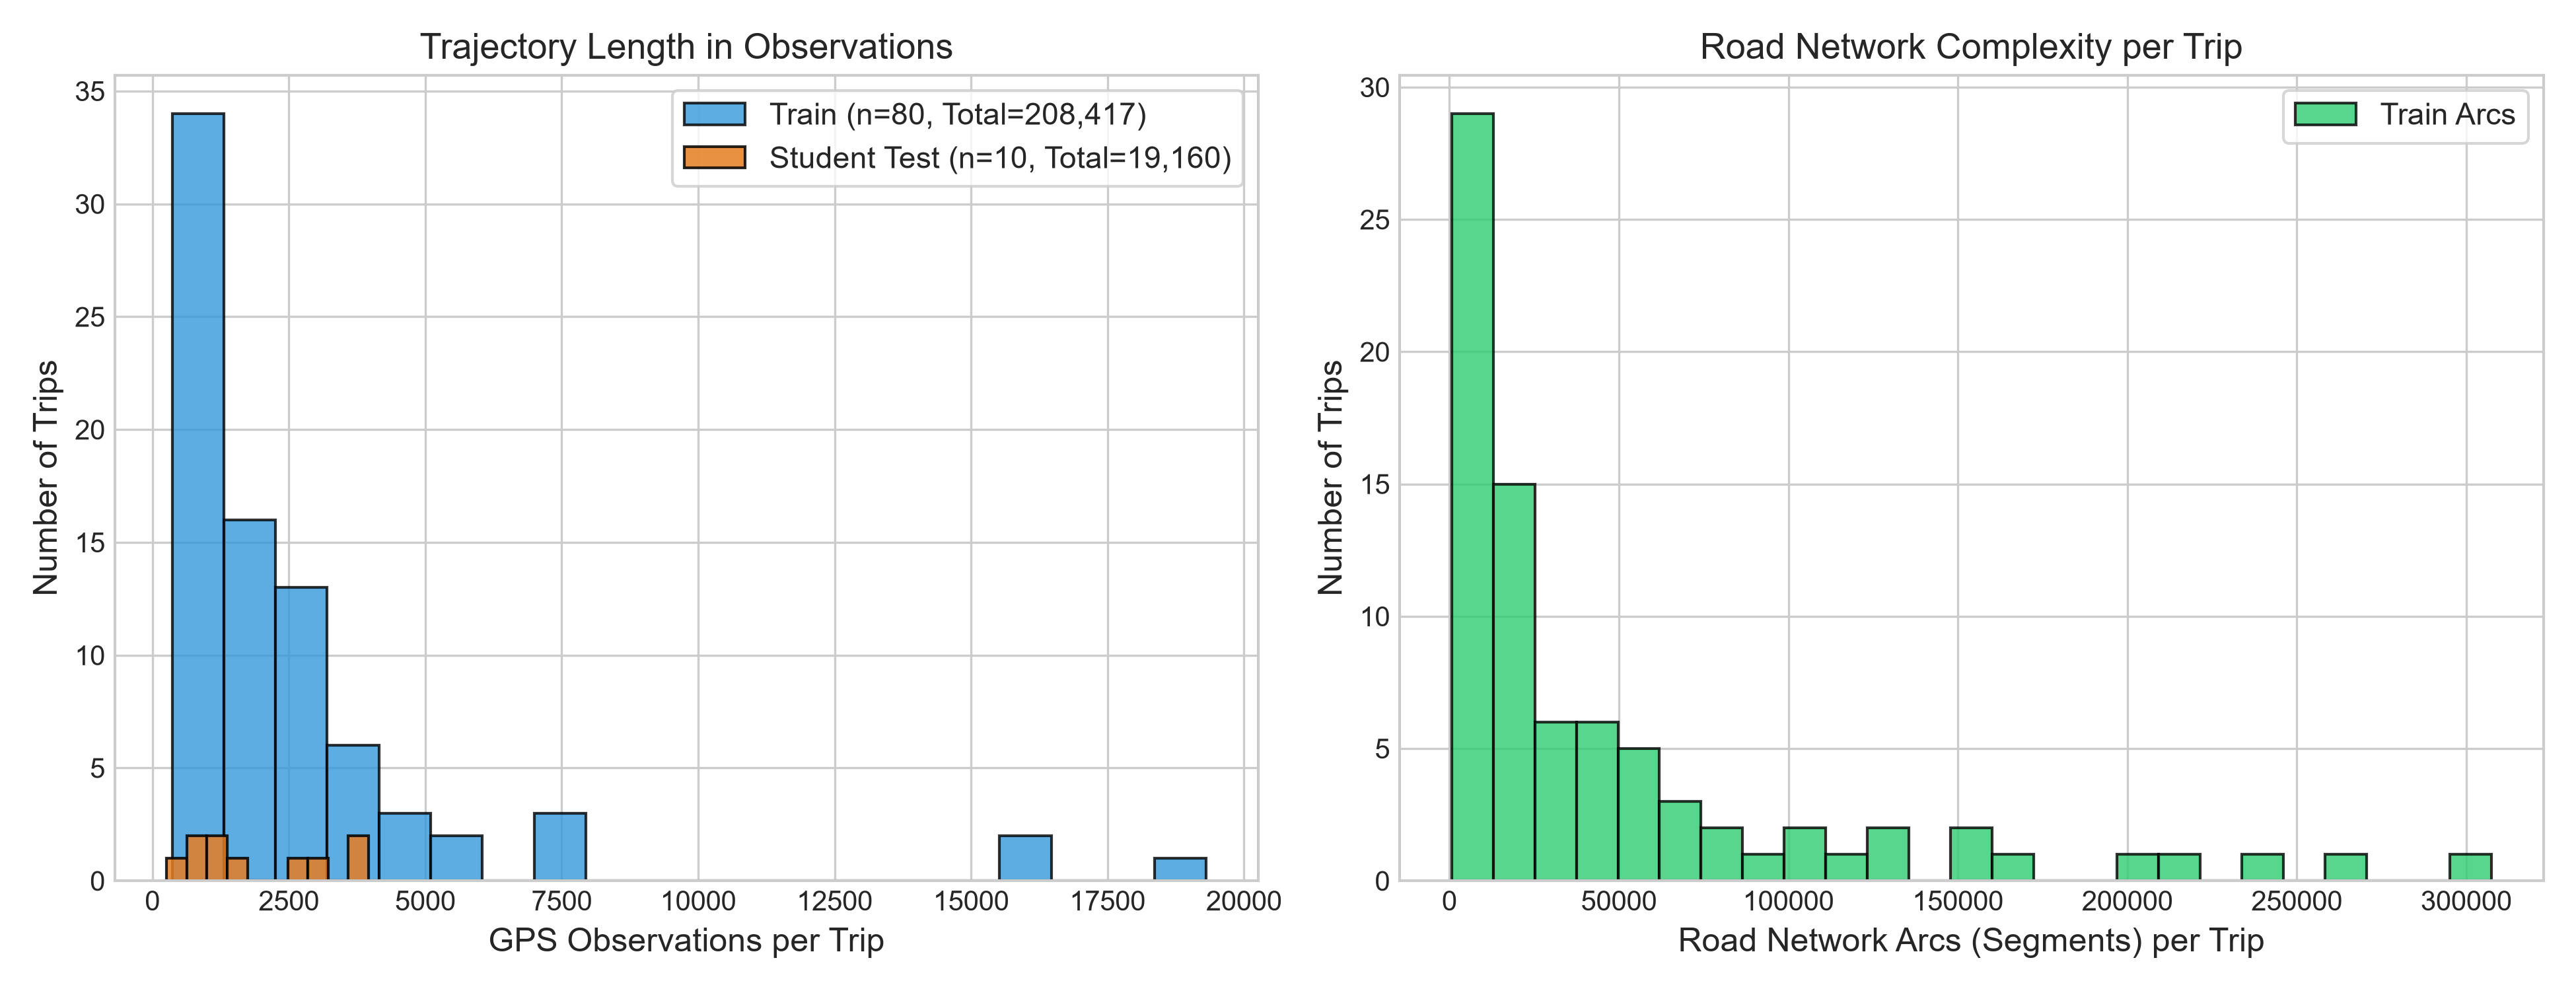 Trajectory Length in Observations
35
30
25
20
15
10
5
0
Number of Trips
Train (n=80, Total=208,417)
Student Test (n=10, Total=19,160)
0 2500 5000 7500 10000 12500 15000 17500 20000
GPS Observations per Trip
Road Network Complexity per Trip
30
25
20
15
10
5
0
Number of Trips
Train Arcs
0 50000 100000 150000 200000 250000 300000
Road Network Arcs (Segments) per Trip